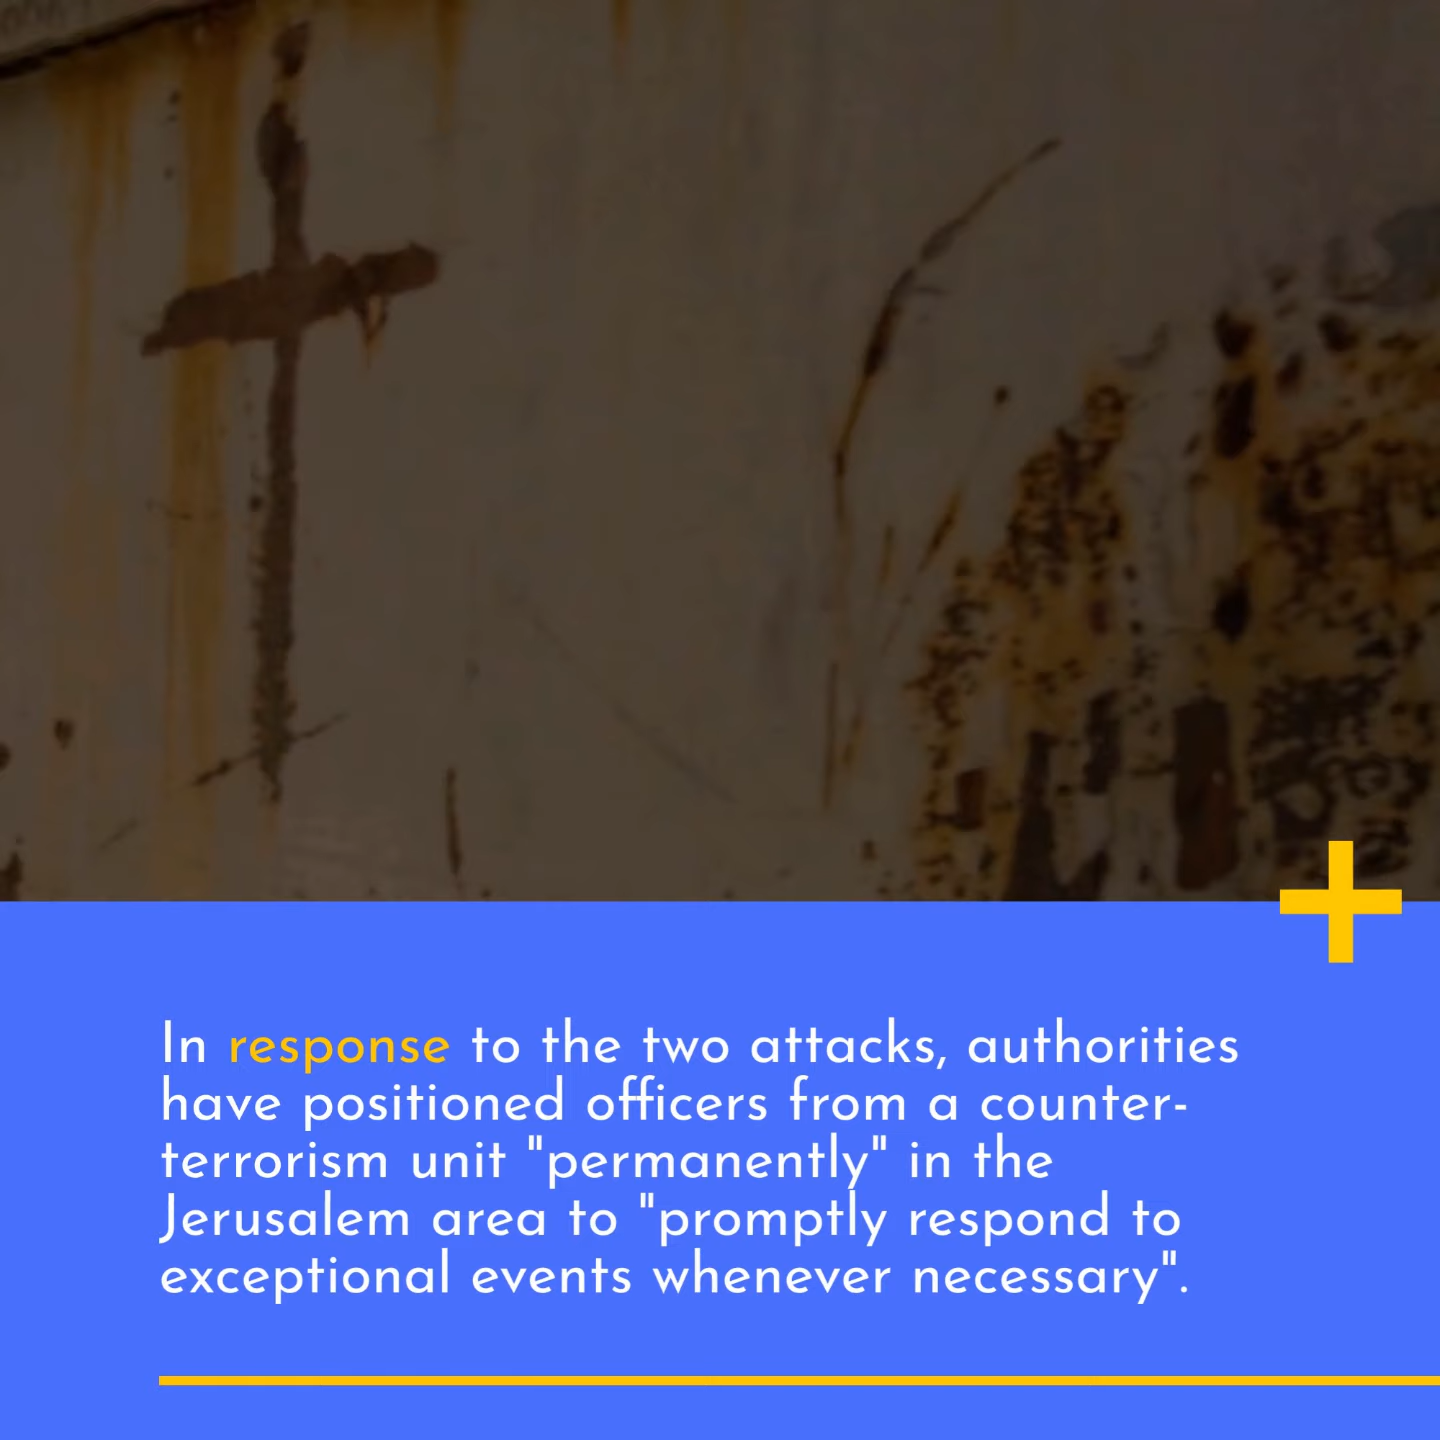 In response to the two attacks, authorities
have positioned officers from a counter-
terrorism unit "permanently" in the
Jerusalem area to "promptly respond to
exceptional events whenever necessary".